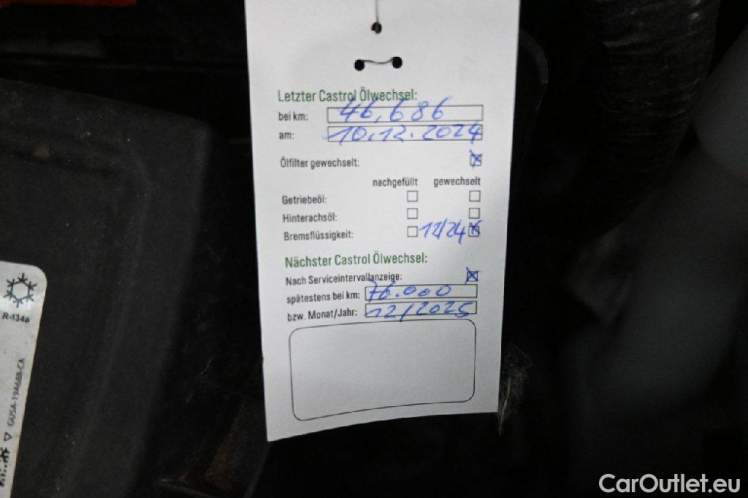 Letzter Castrol Ölwechsel:
bei km: 46,686
am: 10.12.2024
Ölfilter gewechselt:
nachgefüllt gewechselt
Getriebeöl:
Hinterachsöl:
Bremsflüssigkeit: 12/24
Nächster Castrol Ölwechsel:
Nach Serviceintervallanzeige:
spätestens bei km: 76.000
bzw. Monat/Jahr: 12/2025
R-134a
CarOutlet.eu